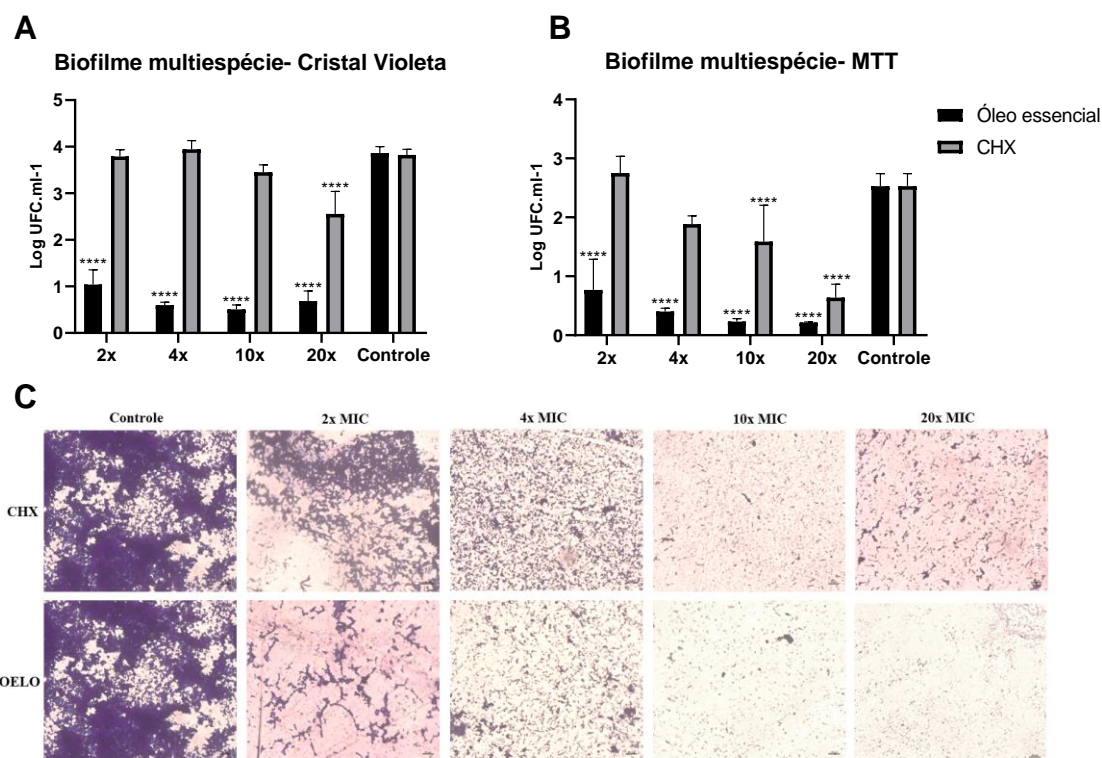 A
Biofilme multiespécie- Cristal Violeta
Log UFC.ml-1
5
4
3
2
1
0
****
****
****
****
****
2x
4x
10x
20x
Controle
B
Biofilme multiespécie- MTT
Log UFC.ml-1
4
3
2
1
0
****
****
****
****
****
****
2x
4x
10x
20x
Controle
Óleo essencial
CHX
C
Controle
2x MIC
4x MIC
10x MIC
20x MIC
CHX
OELO